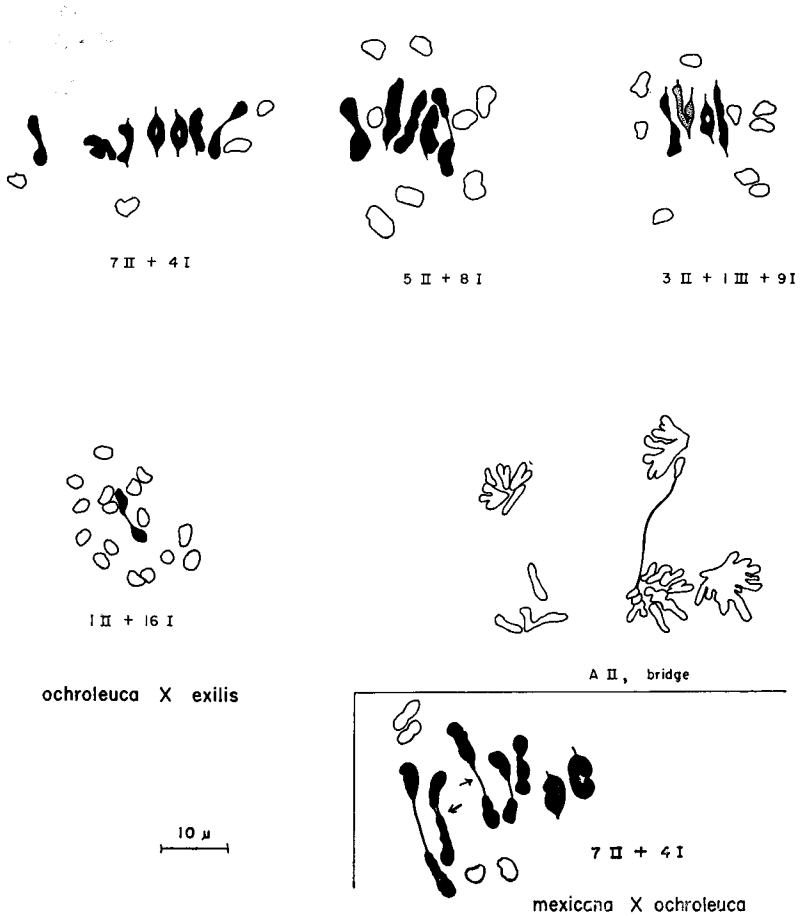 7 II + 4 I
5 II + 8 I
3 II + 1 III + 9 I
1 II + 16 I
A II, bridge
ochroleuca X exilis
10 µ
7 II + 4 I
mexicana X ochroleuca